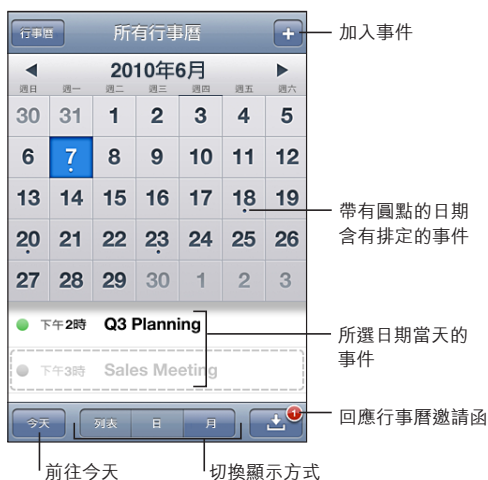 行事曆 所有行事曆 + 加入事件
2010年6月
週日 週一 週二 週三 週四 週五 週六
30 31 1 2 3 4 5
6 7 8 9 10 11 12
13 14 15 16 17 18 19
帶有圓點的日期
含有排定的事件
20 21 22 23 24 25 26
27 28 29 30 1 2 3
下午2時 Q3 Planning
所選日期當天的
事件
下午3時 Sales Meeting
今天 列表 日 月 1 回應行事曆邀請函
前往今天 切換顯示方式